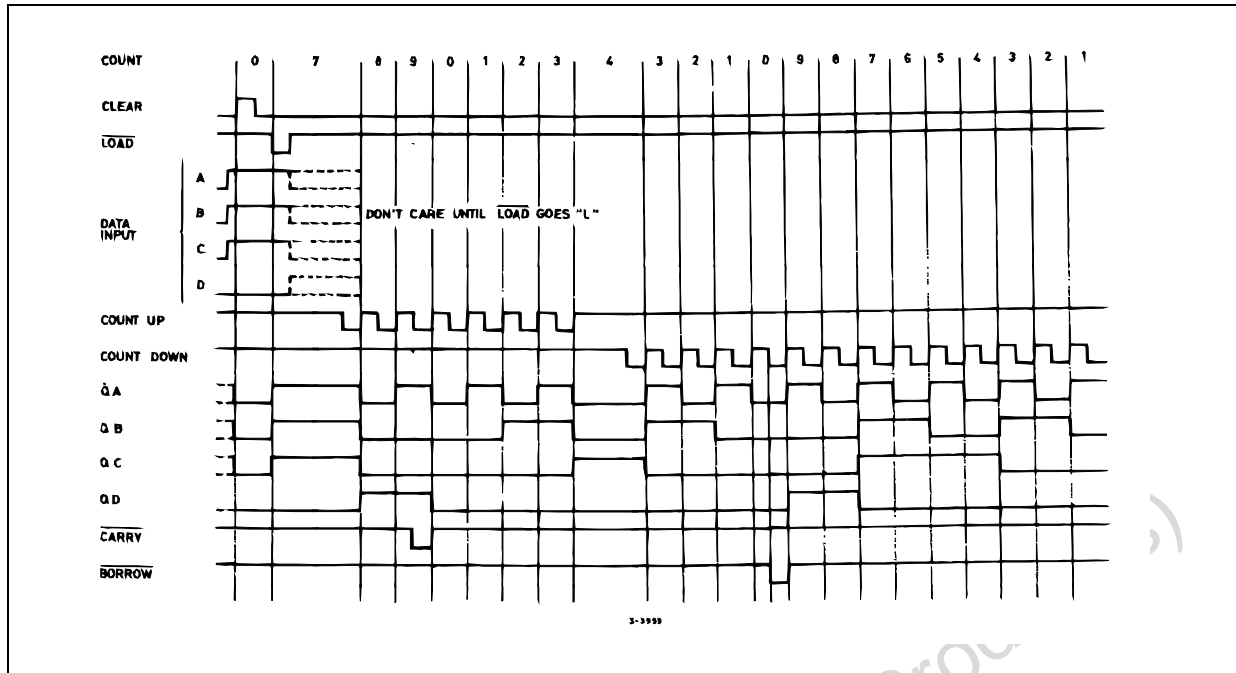 COUNT 0 7 8 9 0 1 2 3 4 3 2 1 0 9 8 7 6 5 4 3 2 1
CLEAR
LOAD
A
B
DATA INPUT
C
D
DON'T CARE UNTIL LOAD GOES "L"
COUNT UP
COUNT DOWN
QA
QB
QC
QD
CARRY
BORROW
S-3999